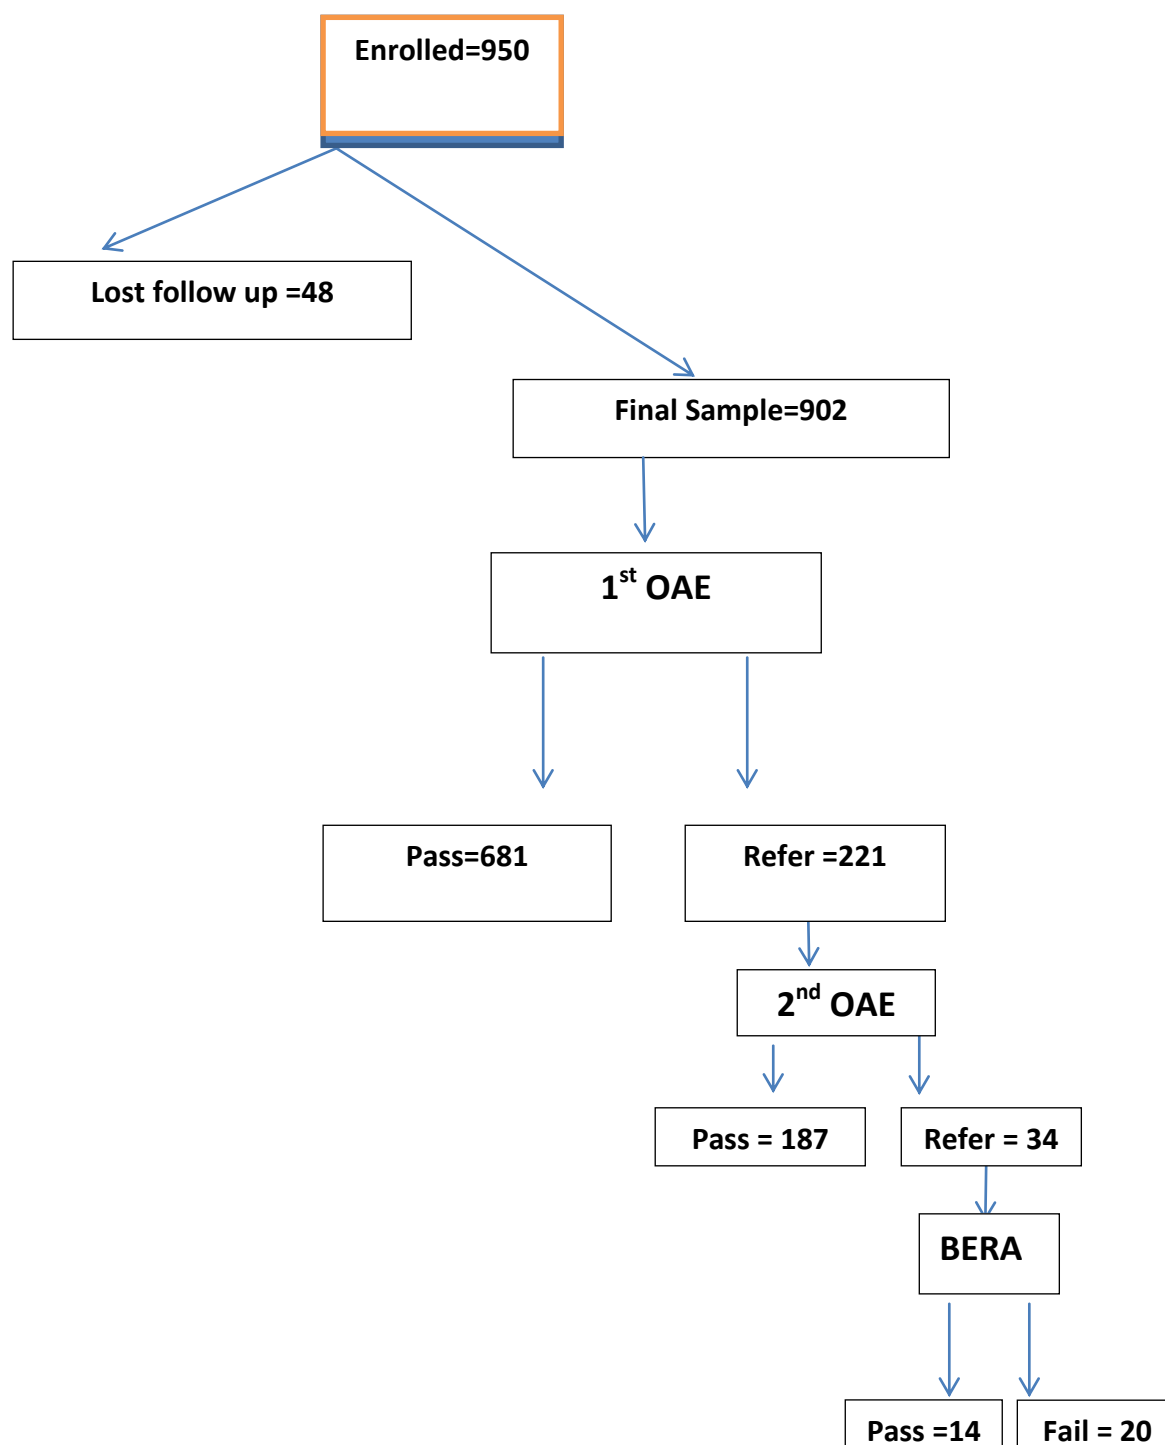 Enrolled=950
Lost follow up =48
Final Sample=902
1st OAE
Pass=681
Refer =221
2nd OAE
Pass = 187
Refer = 34
BERA
Pass =14
Fail = 20